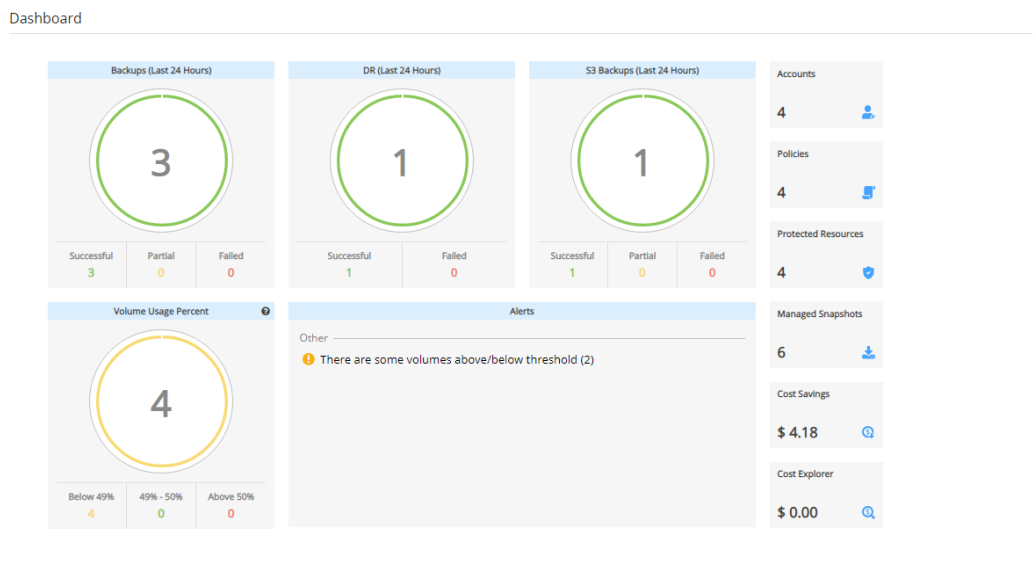 Dashboard
Backups (Last 24 Hours)
3
Successful Partial Failed
3 0 0
DR (Last 24 Hours)
1
Successful Failed
1 0
S3 Backups (Last 24 Hours)
1
Successful Partial Failed
1 0 0
Accounts
4
Policies
4
Protected Resources
4
Volume Usage Percent ?
4
Below 49% 49% - 50% Above 50%
4 0 0
Alerts
Other
! There are some volumes above/below threshold (2)
Managed Snapshots
6
Cost Savings
$ 4.18
Cost Explorer
$ 0.00